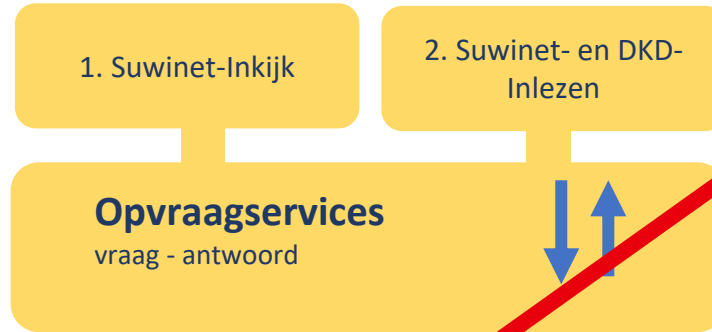 1. Suwinet-Inkijk
2. Suwinet- en DKD-
Inlezen
Opvraagservices
vraag - antwoord